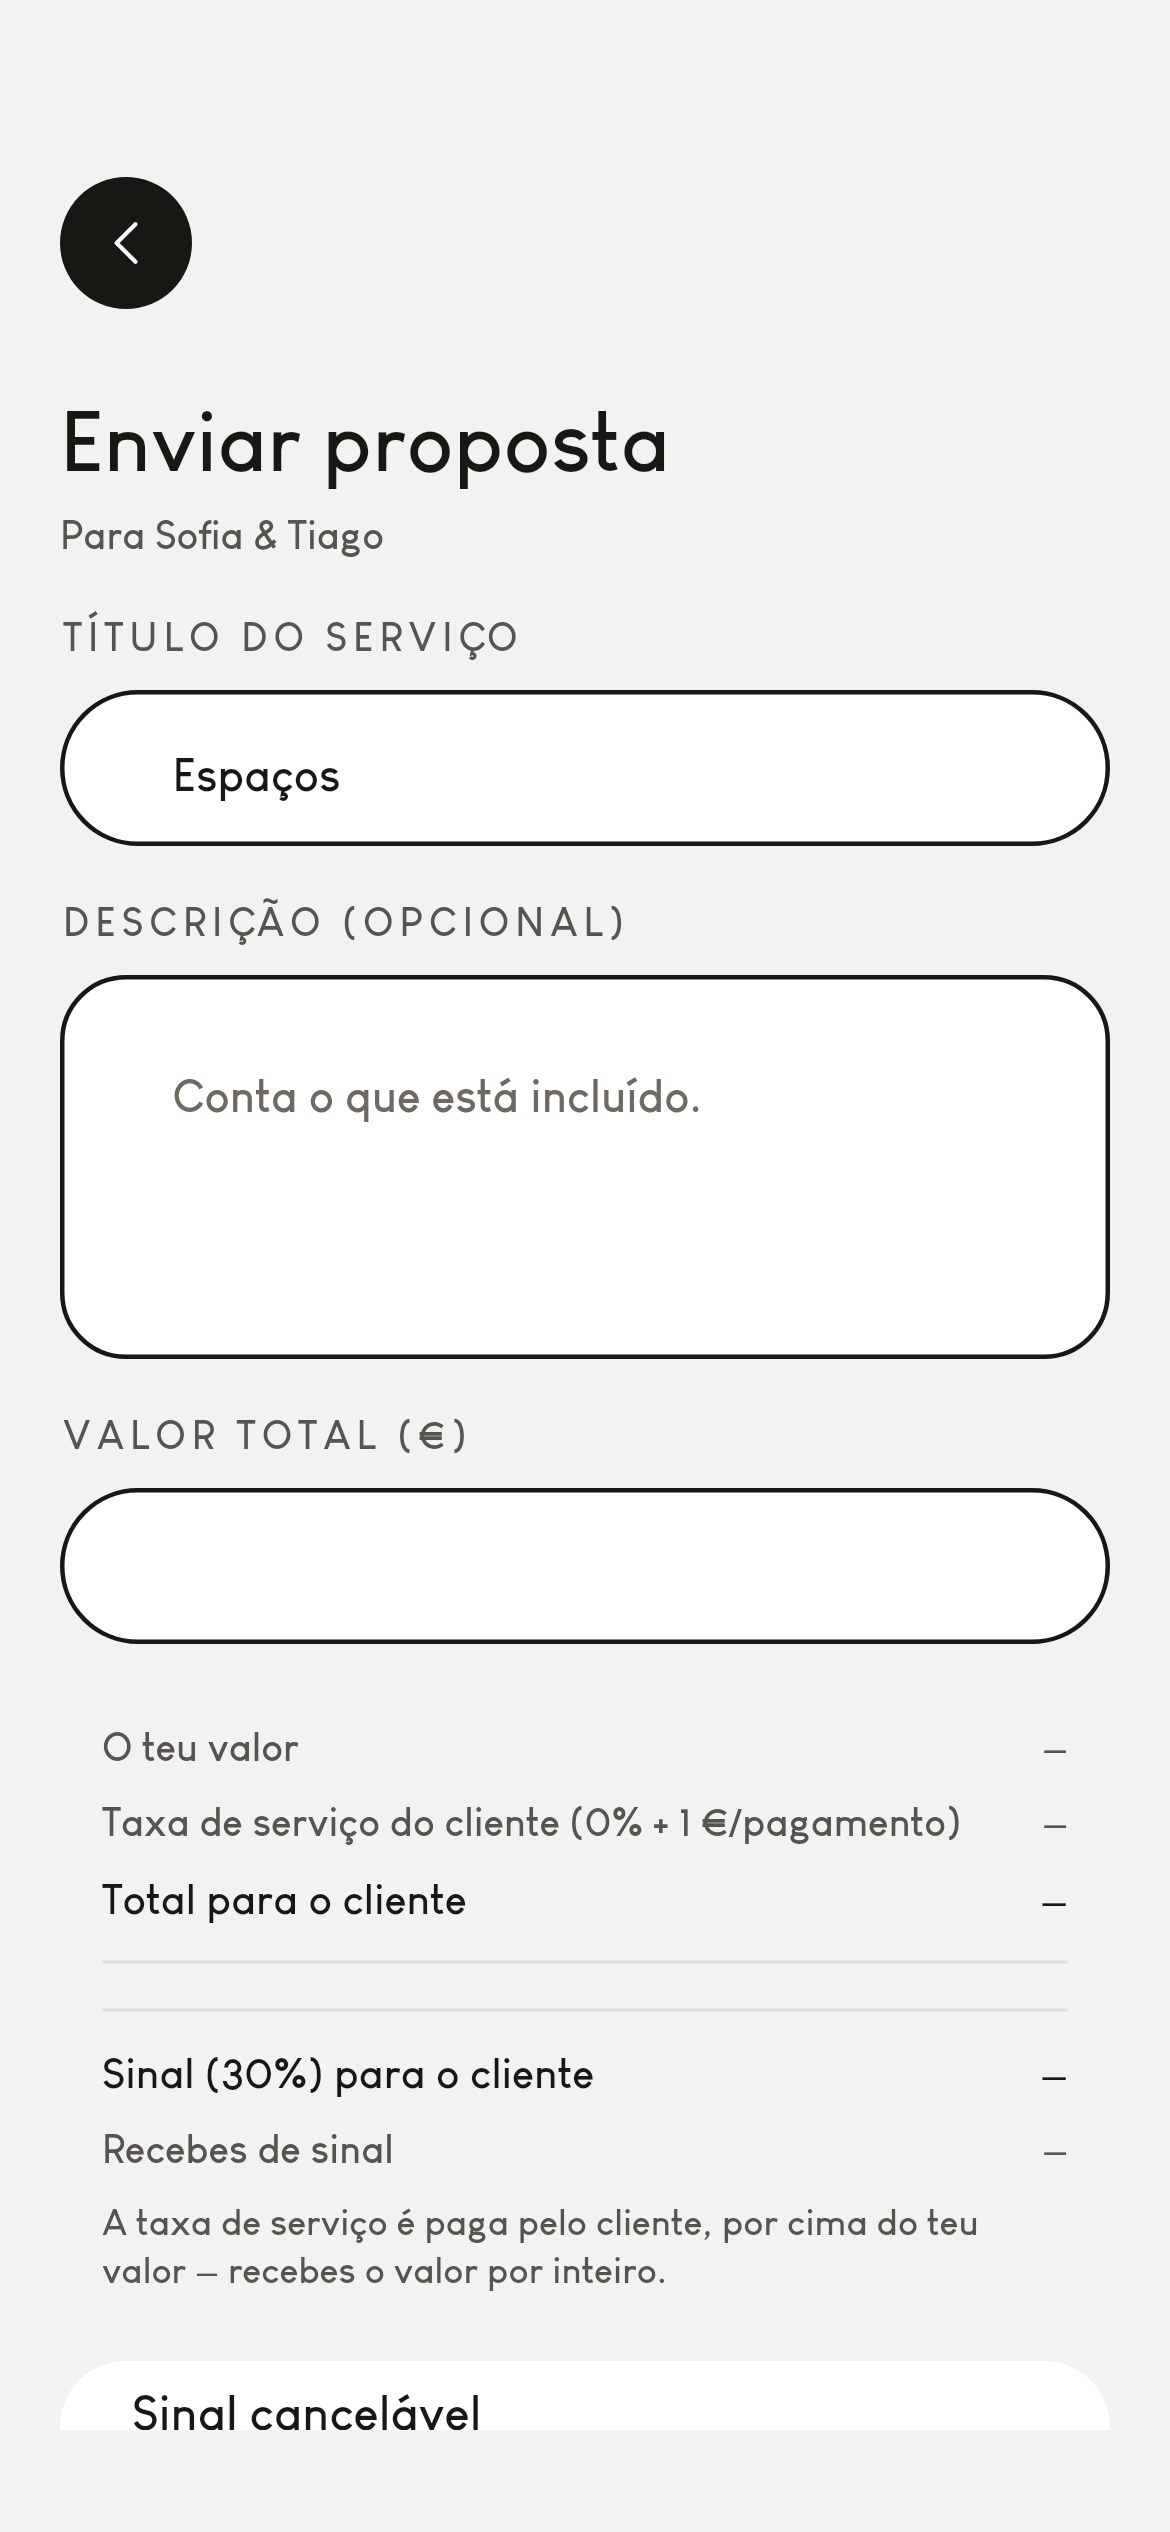 Enviar proposta
Para Sofia & Tiago
TÍTULO DO SERVIÇO
Espaços
DESCRIÇÃO (OPCIONAL)
Conta o que está incluído.
VALOR TOTAL (€)
O teu valor –
Taxa de serviço do cliente (0% + 1 €/pagamento) –
Total para o cliente –
Sinal (30%) para o cliente –
Recebes de sinal –
A taxa de serviço é paga pelo cliente, por cima do teu
valor – recebes o valor por inteiro.
Sinal cancelável